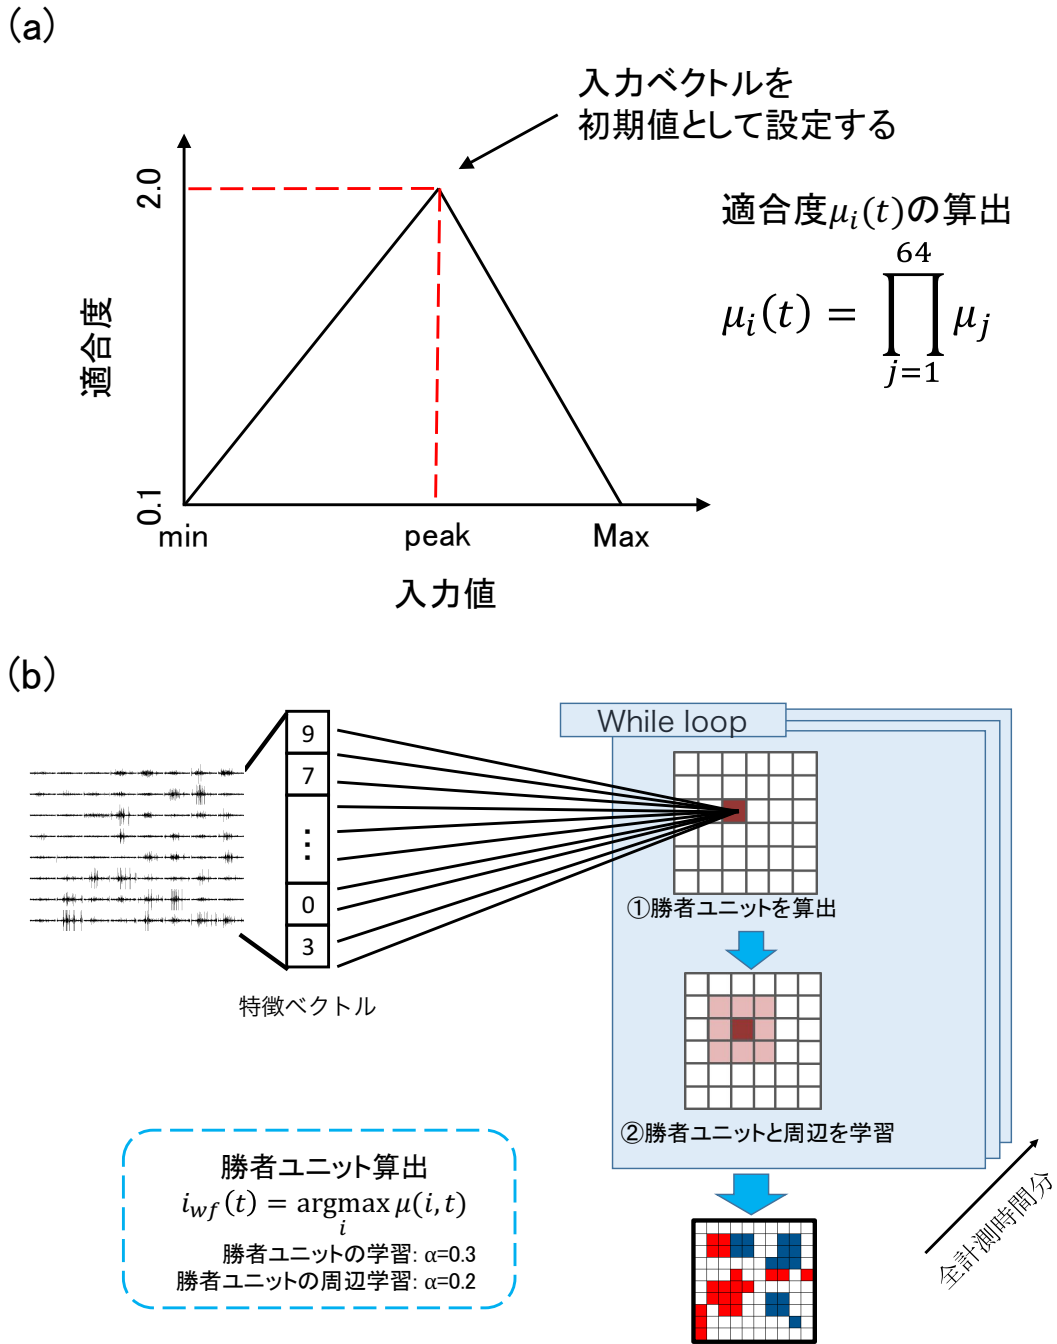 (a)
入力ベクトルを
初期値として設定する
2.0
適合度
0.1
min
peak
Max
入力値
適合度μᵢ(t)の算出
64
μᵢ(t) = ∏ μⱼ
j=1
(b)
While loop
9
7
⋮
0
3
特徴ベクトル
①勝者ユニットを算出
②勝者ユニットと周辺を学習
全計測時間分
勝者ユニット算出
i_wf(t) = argmax μ(i, t)
i
勝者ユニットの学習: α=0.3
勝者ユニットの周辺学習: α=0.2